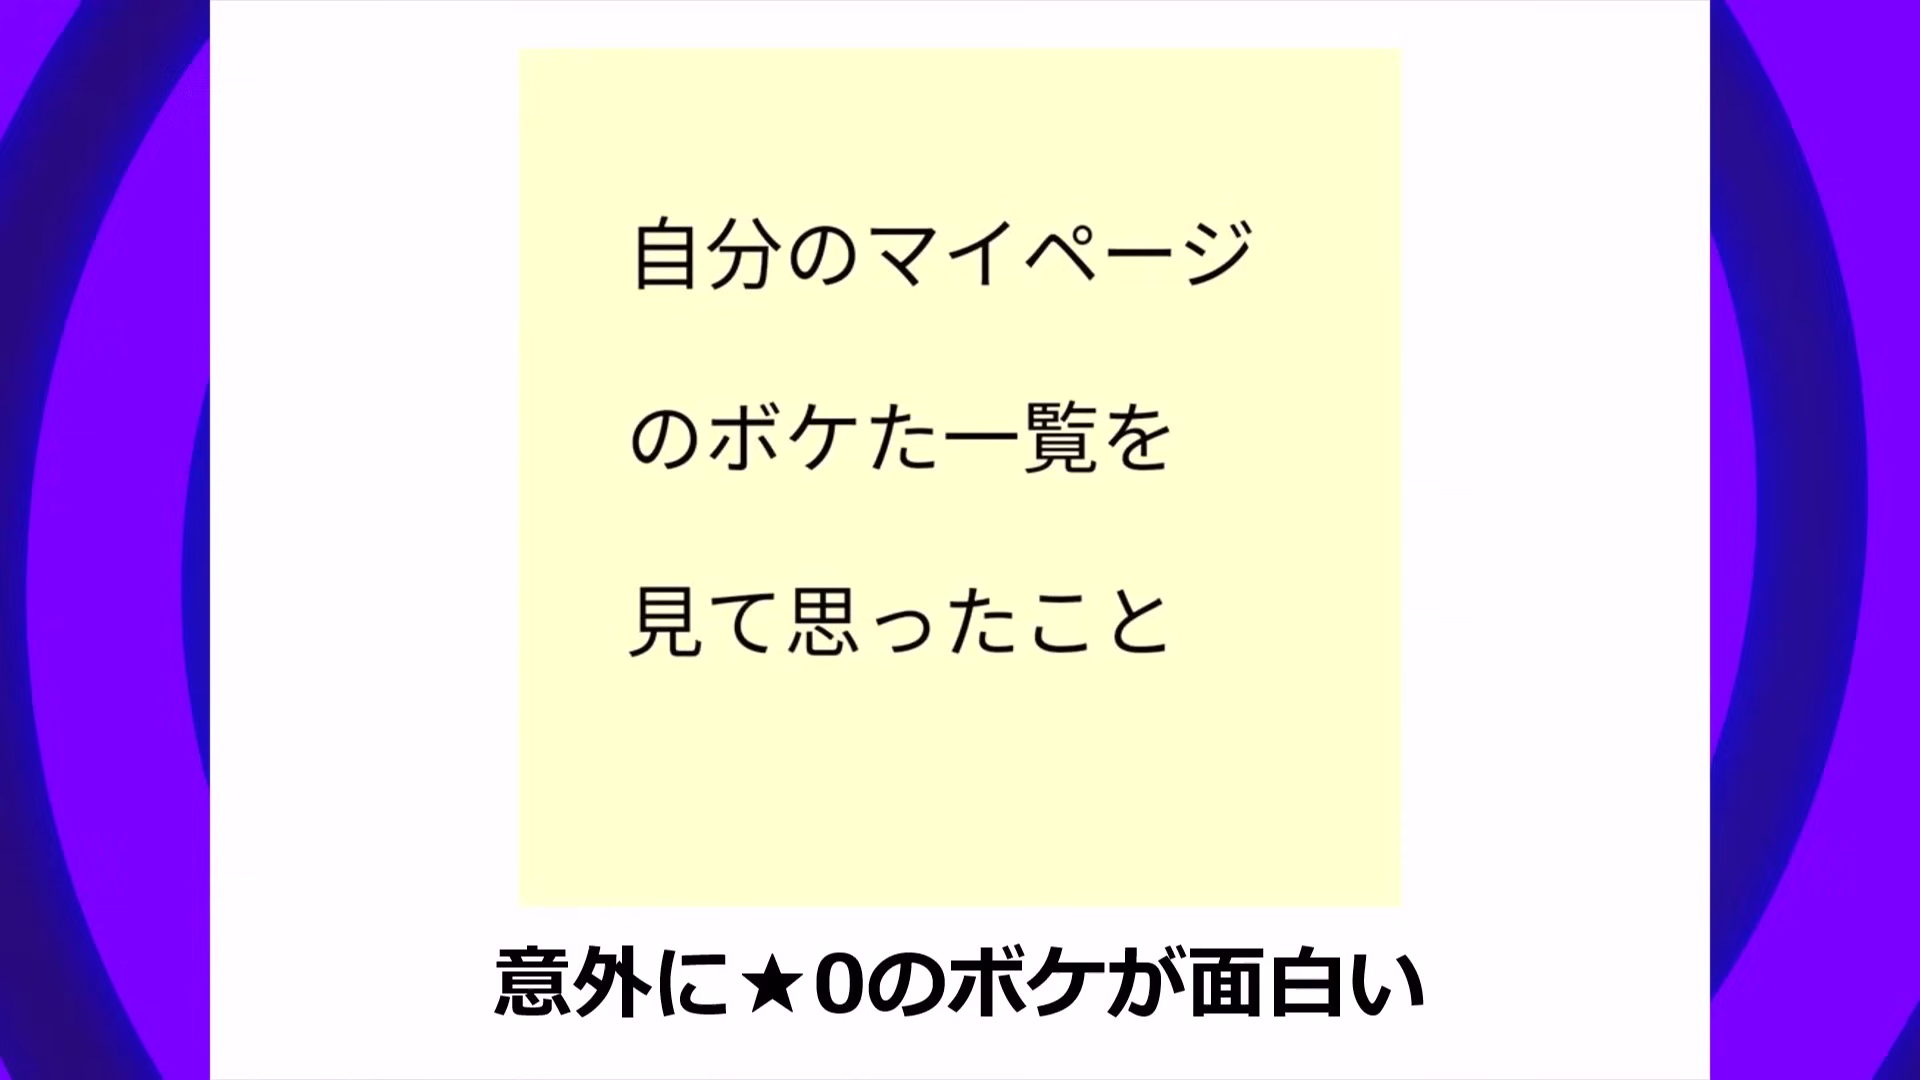 自分のマイページ
のボケた一覧を
見て思ったこと
意外に★0のボケが面白い